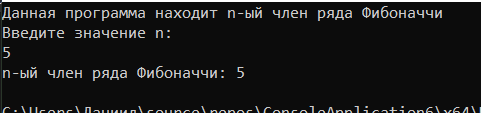 Данная программа находит n-ый член ряда Фибоначчи
Введите значение n:
5
n-ый член ряда Фибоначчи: 5
C:\Users\Даниил\source\repos\ConsoleApplication6\x64\